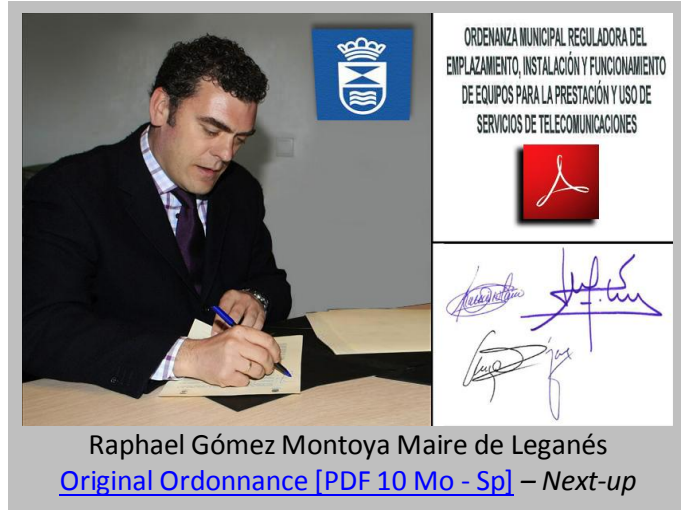 ORDENANZA MUNICIPAL REGULADORA DEL
EMPLAZAMIENTO, INSTALACIÓN Y FUNCIONAMIENTO
DE EQUIPOS PARA LA PRESTACIÓN Y USO DE
SERVICIOS DE TELECOMUNICACIONES
Raphael Gómez Montoya Maire de Leganés
Original Ordonnance [PDF 10 Mo - Sp] – Next-up